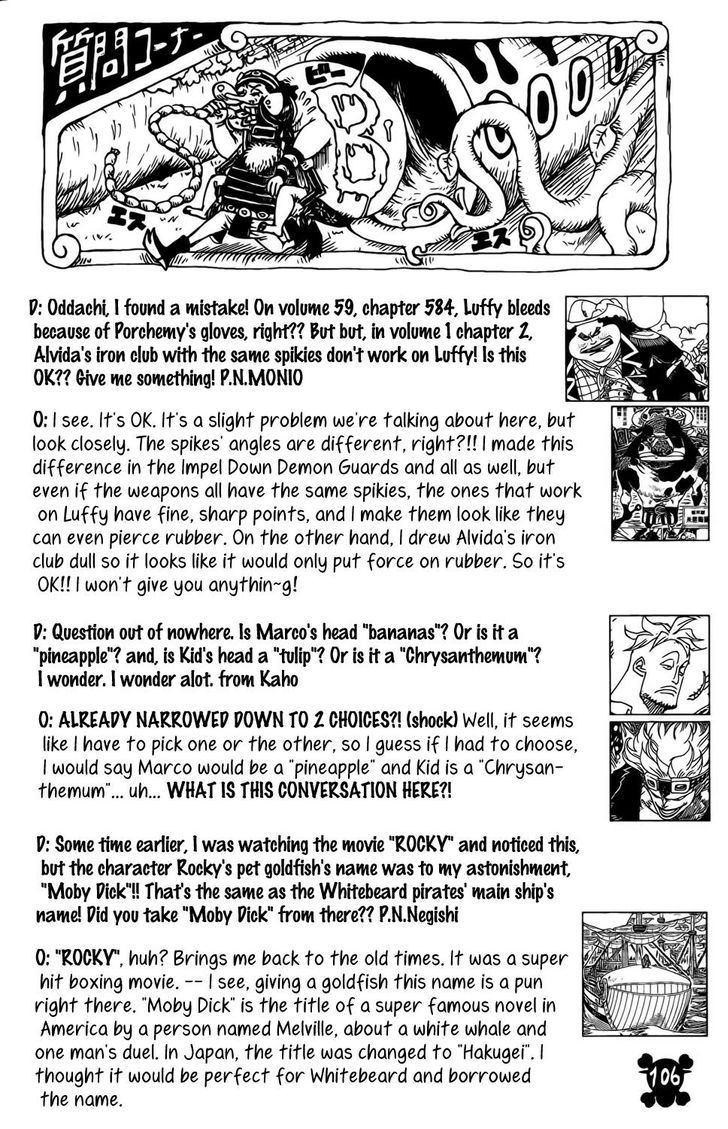 質問コーナー
ビー
B
エス
エス
D: Oddachi, I found a mistake! On volume 59, chapter 584, Luffy bleeds
because of Porchemy's gloves, right?? But but, in volume 1 chapter 2,
Alvida's iron club with the same spikies don't work on Luffy! Is this
OK?? Give me something! P.N.MONIO
O: I see. It's OK. It's a slight problem we're talking about here, but
look closely. The spikes' angles are different, right?!! I made this
difference in the Impel Down Demon Guards and all as well, but
even if the weapons all have the same spikies, the ones that work
on Luffy have fine, sharp points, and I make them look like they
can even pierce rubber. On the other hand, I drew Alvida's iron
club dull so it looks like it would only put force on rubber. So it's
OK!! I won't give you anythin~g!
D: Question out of nowhere. Is Marco's head "bananas"? Or is it a
"pineapple"? and, is Kid's head a "tulip"? Or is it a "Chrysanthemum"?
I wonder. I wonder alot. from Kaho
O: ALREADY NARROWED DOWN TO 2 CHOICES?! (shock) Well, it seems
like I have to pick one or the other, so I guess if I had to choose,
I would say Marco would be a "pineapple" and Kid is a "Chrysan-
themum"... uh... WHAT IS THIS CONVERSATION HERE?!
D: Some time earlier, I was watching the movie "ROCKY" and noticed this,
but the character Rocky's pet goldfish's name was to my astonishment,
"Moby Dick"!! That's the same as the Whitebeard pirates' main ship's
name! Did you take "Moby Dick" from there?? P.N.Negishi
O: "ROCKY", huh? Brings me back to the old times. It was a super
hit boxing movie. -- I see, giving a goldfish this name is a pun
right there. "Moby Dick" is the title of a super famous novel in
America by a person named Melville, about a white whale and
one man's duel. In Japan, the title was changed to "Hakugei". I
thought it would be perfect for Whitebeard and borrowed
the name.
106